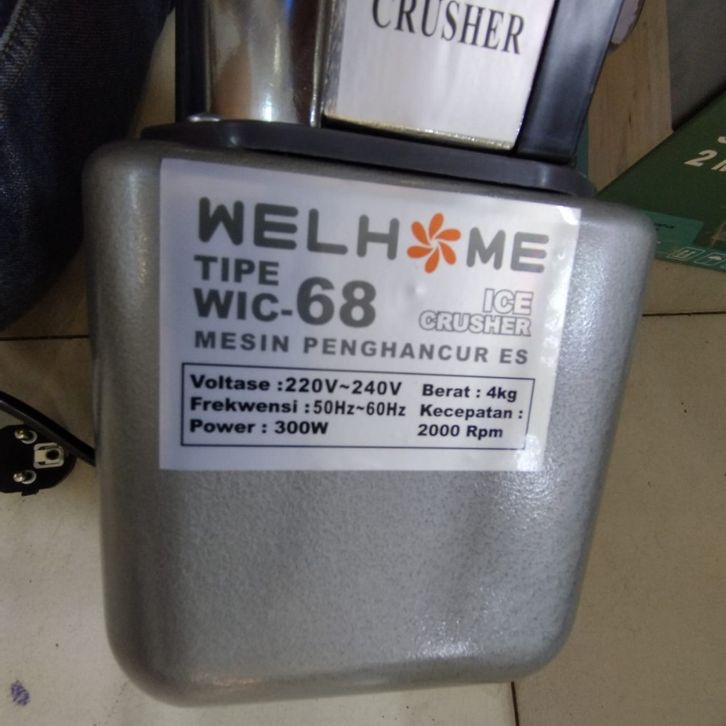 CRUSHER
WELHOME
TIPE
WIC-68
ICE
CRUSHER
MESIN PENGHANCUR ES
Voltase : 220V~240V
Frekwensi : 50Hz~60Hz
Power : 300W
Berat : 4kg
Kecepatan :
2000 Rpm